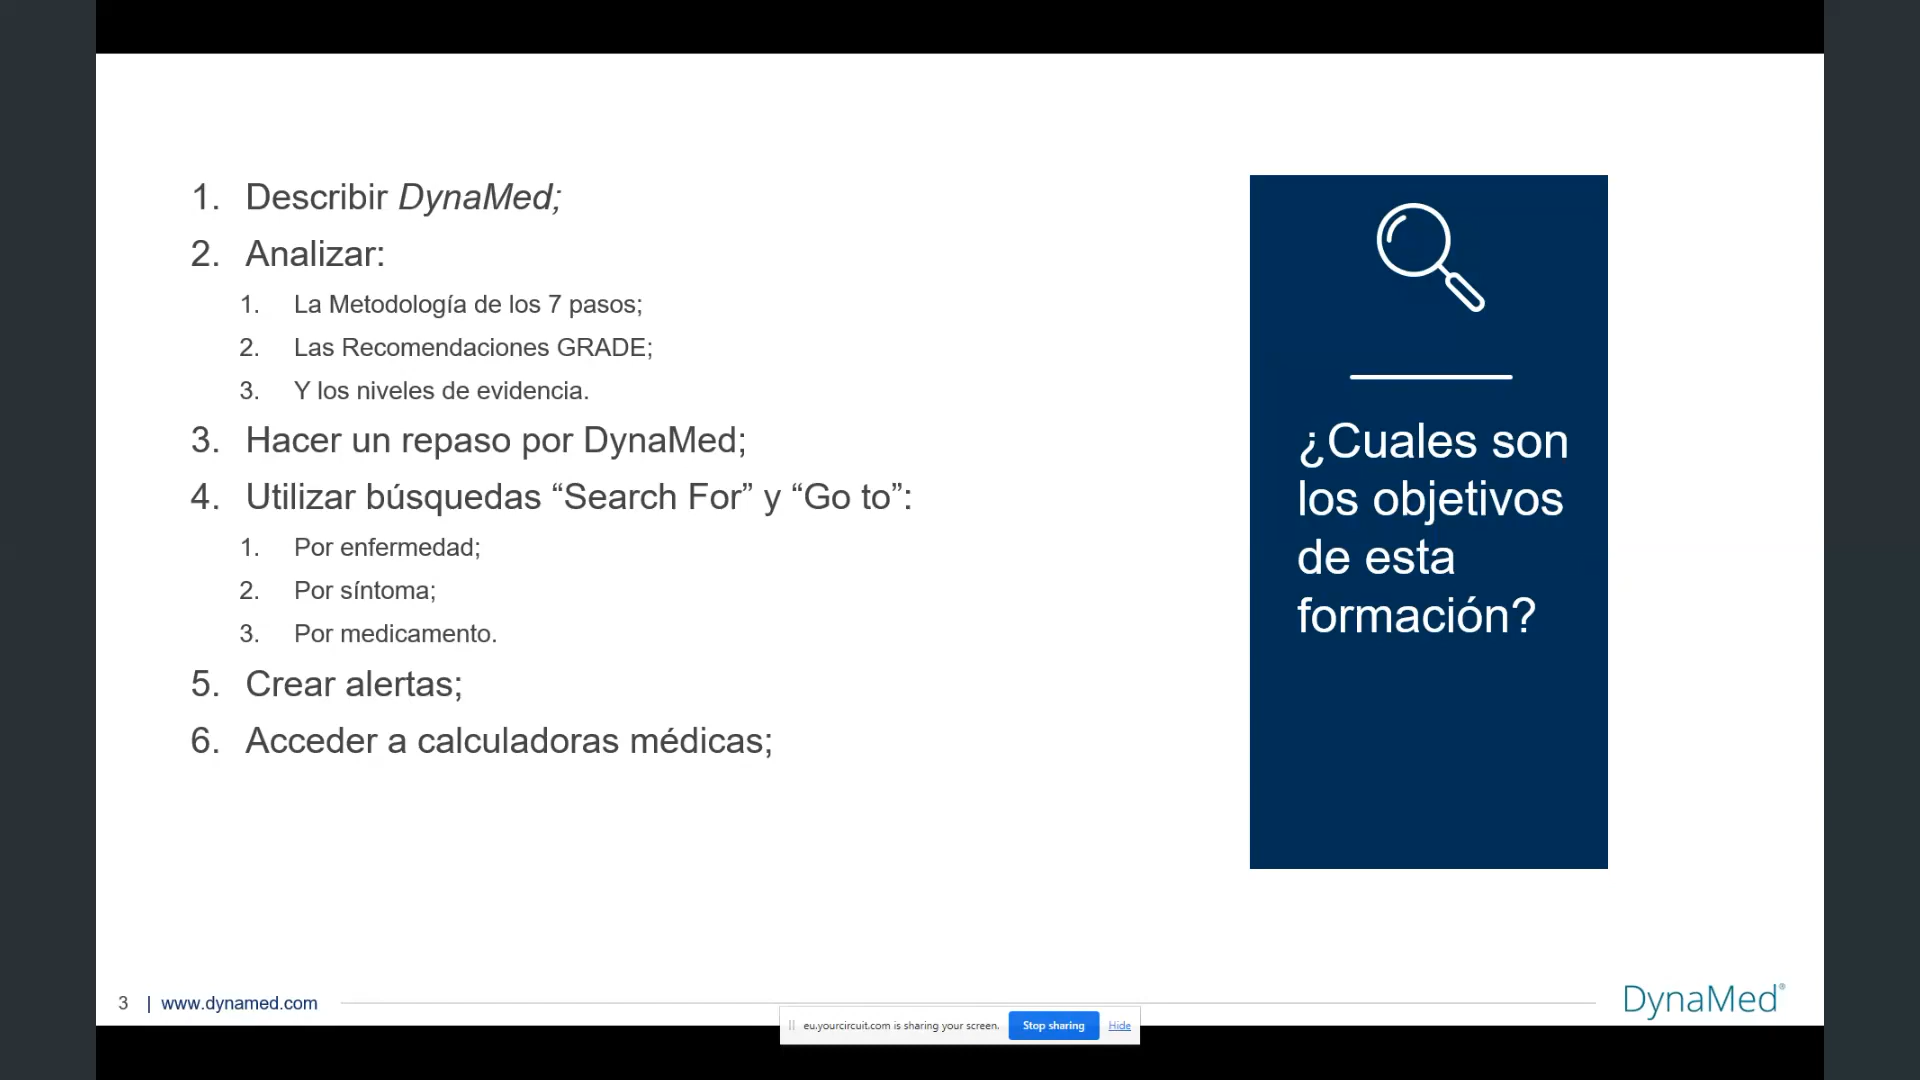 1. Describir DynaMed;
2. Analizar:
1. La Metodología de los 7 pasos;
2. Las Recomendaciones GRADE;
3. Y los niveles de evidencia.
3. Hacer un repaso por DynaMed;
4. Utilizar búsquedas “Search For” y “Go to”:
1. Por enfermedad;
2. Por síntoma;
3. Por medicamento.
5. Crear alertas;
6. Acceder a calculadoras médicas;
¿Cuales son
los objetivos
de esta
formación?
3 | www.dynamed.com
DynaMed®
eu.yourcircuit.com is sharing your screen. Stop sharing Hide